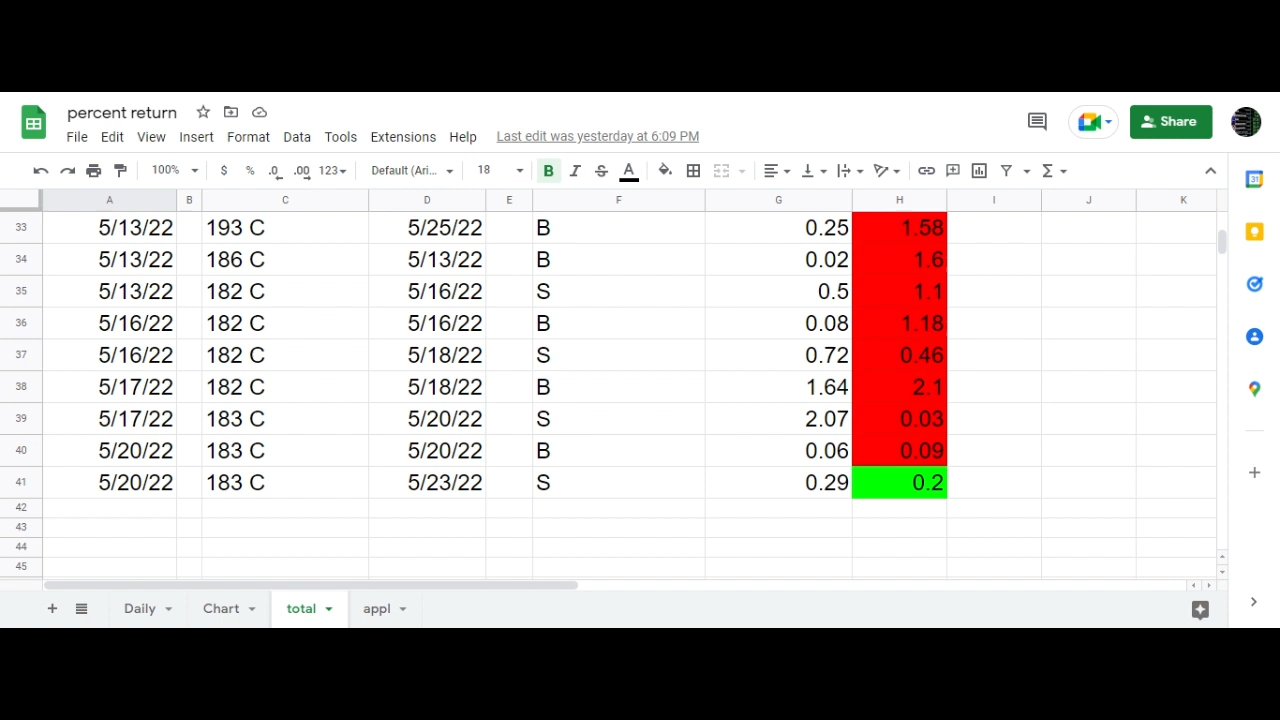 percent return
File Edit View Insert Format Data Tools Extensions Help Last edit was yesterday at 6:09 PM
Share
100% $ % .0 .00 123 Default (Ari... 18 B I S A
31
A B C D E F G H I J K
33 5/13/22 193 C 5/25/22 B 0.25 1.58
34 5/13/22 186 C 5/13/22 B 0.02 1.6
35 5/13/22 182 C 5/16/22 S 0.5 1.1
36 5/16/22 182 C 5/16/22 B 0.08 1.18
37 5/16/22 182 C 5/18/22 S 0.72 0.46
38 5/17/22 182 C 5/18/22 B 1.64 2.1
39 5/17/22 183 C 5/20/22 S 2.07 0.03
40 5/20/22 183 C 5/20/22 B 0.06 0.09
41 5/20/22 183 C 5/23/22 S 0.29 0.2
42
43
44
45
Daily Chart total appl